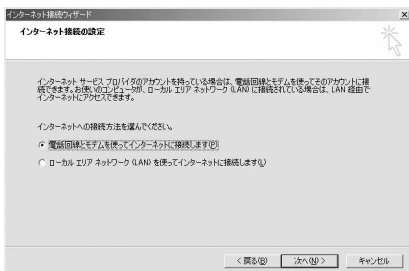 インターネット接続ウィザード
インターネット接続の設定
インターネット サービス プロバイダのアカウントを持っている場合は、電話回線とモデムを使ってそのアカウントに接
続できます。お使いのコンピュータが、ローカル エリア ネットワーク (LAN) に接続されている場合は、LAN 経由で
インターネットにアクセスできます。
インターネットへの接続方法を選んでください。
電話回線とモデムを使ってインターネットに接続します(P)
ローカル エリア ネットワーク (LAN) を使ってインターネットに接続します(L)
< 戻る(B) 次へ(N) > キャンセル